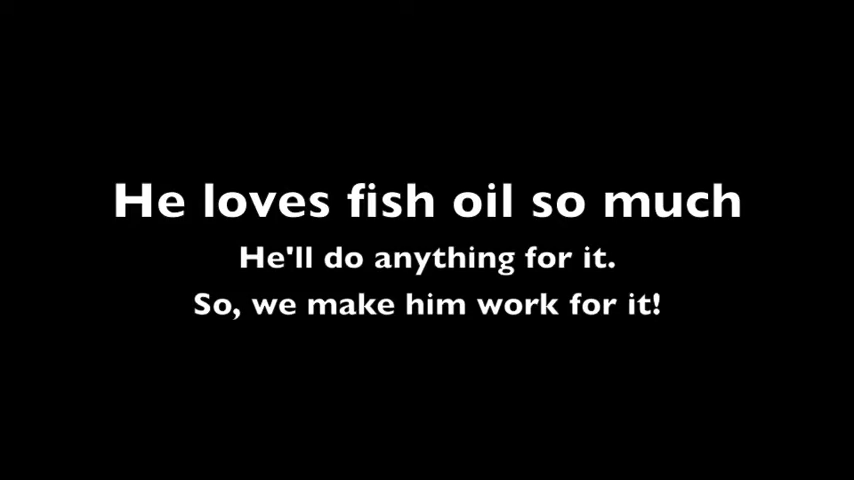 He loves fish oil so much
He'll do anything for it.
So, we make him work for it!